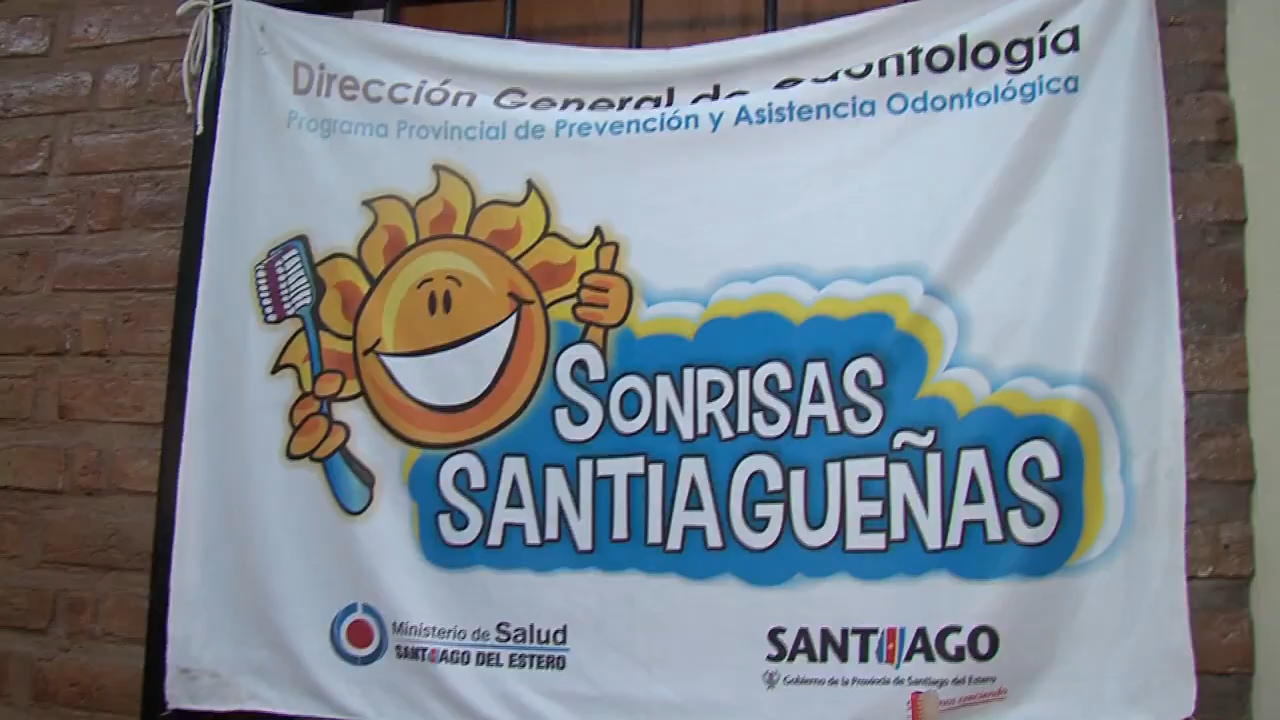 Dirección General de Odontología
Programa Provincial de Prevención y Asistencia Odontológica
SONRISAS
SANTIAGUEÑAS
Ministerio de Salud
SANTIAGO DEL ESTERO
SANTIAGO
Gobierno de la Provincia de Santiago del Estero